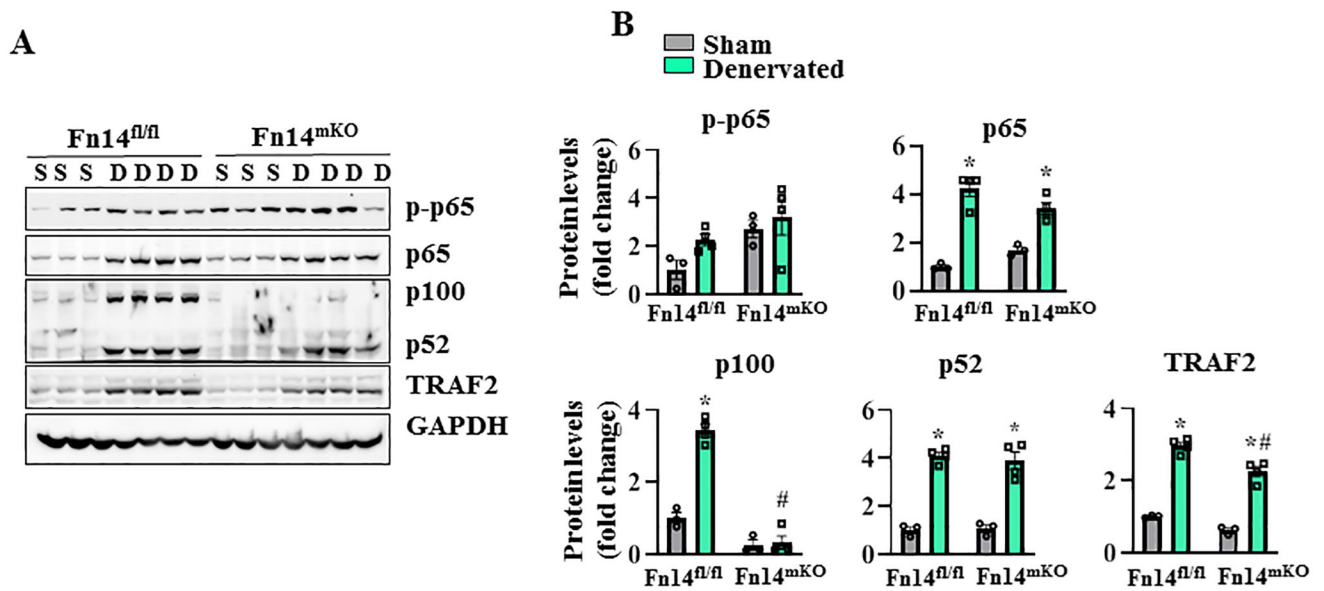 A
Fn14fl/fl Fn14mKO
S S S D D D D S S S D D D D
p-p65
p65
p100
p52
TRAF2
GAPDH
B
Sham
Denervated
p-p65
Protein levels
(fold change)
6
4
2
0
Fn14fl/fl Fn14mKO
p65
6
4
2
0
* *
Fn14fl/fl Fn14mKO
p100
Protein levels
(fold change)
4
2
0
* #
Fn14fl/fl Fn14mKO
p52
6
4
2
0
* *
Fn14fl/fl Fn14mKO
TRAF2
4
2
0
* *#
Fn14fl/fl Fn14mKO